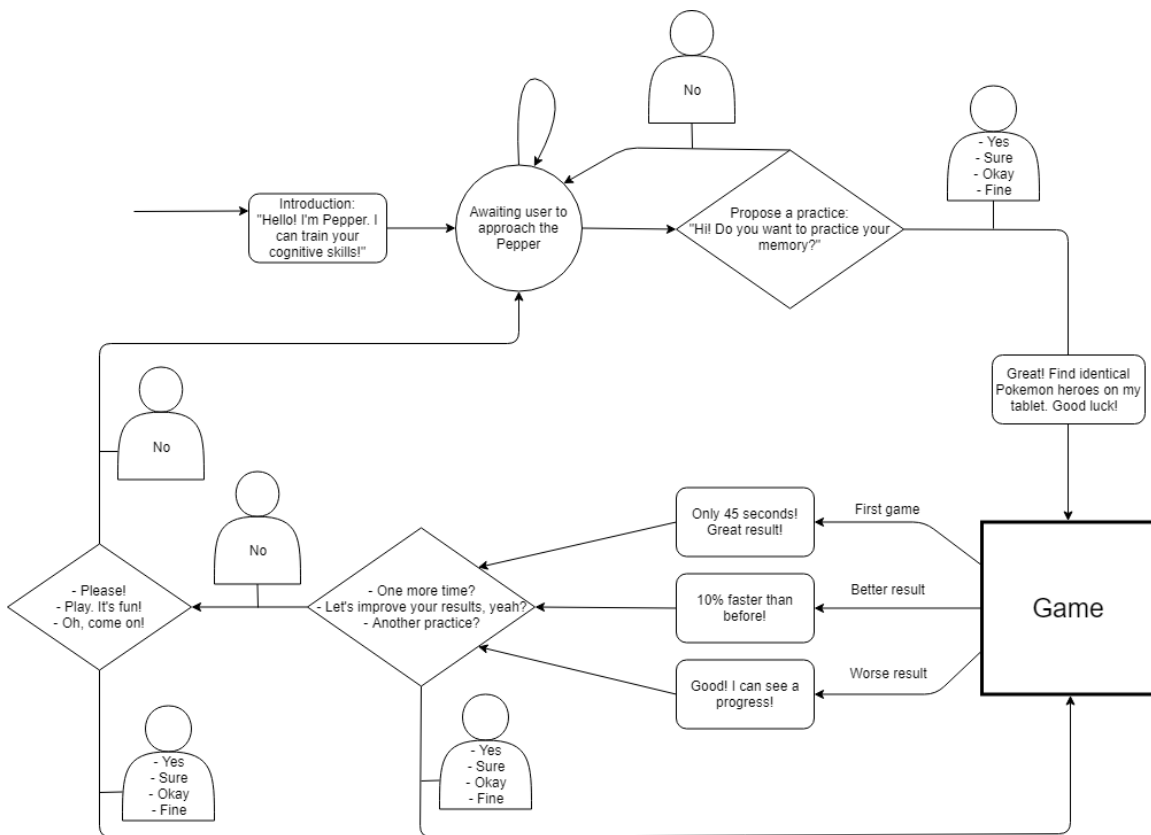 No
- Yes
- Sure
- Okay
- Fine
Introduction:
"Hello! I'm Pepper. I
can train your
cognitive skills!"
Awaiting user to
approach the
Pepper
Propose a practice:
"Hi! Do you want to practice your
memory?"
Great! Find identical
Pokemon heroes on my
tablet. Good luck!
No
No
Only 45 seconds!
Great result!
First game
- Please!
- Play. It's fun!
- Oh, come on!
- One more time?
- Let's improve your results, yeah?
- Another practice?
10% faster than
before!
Better result
Game
Good! I can see a
progress!
Worse result
- Yes
- Sure
- Okay
- Fine
- Yes
- Sure
- Okay
- Fine